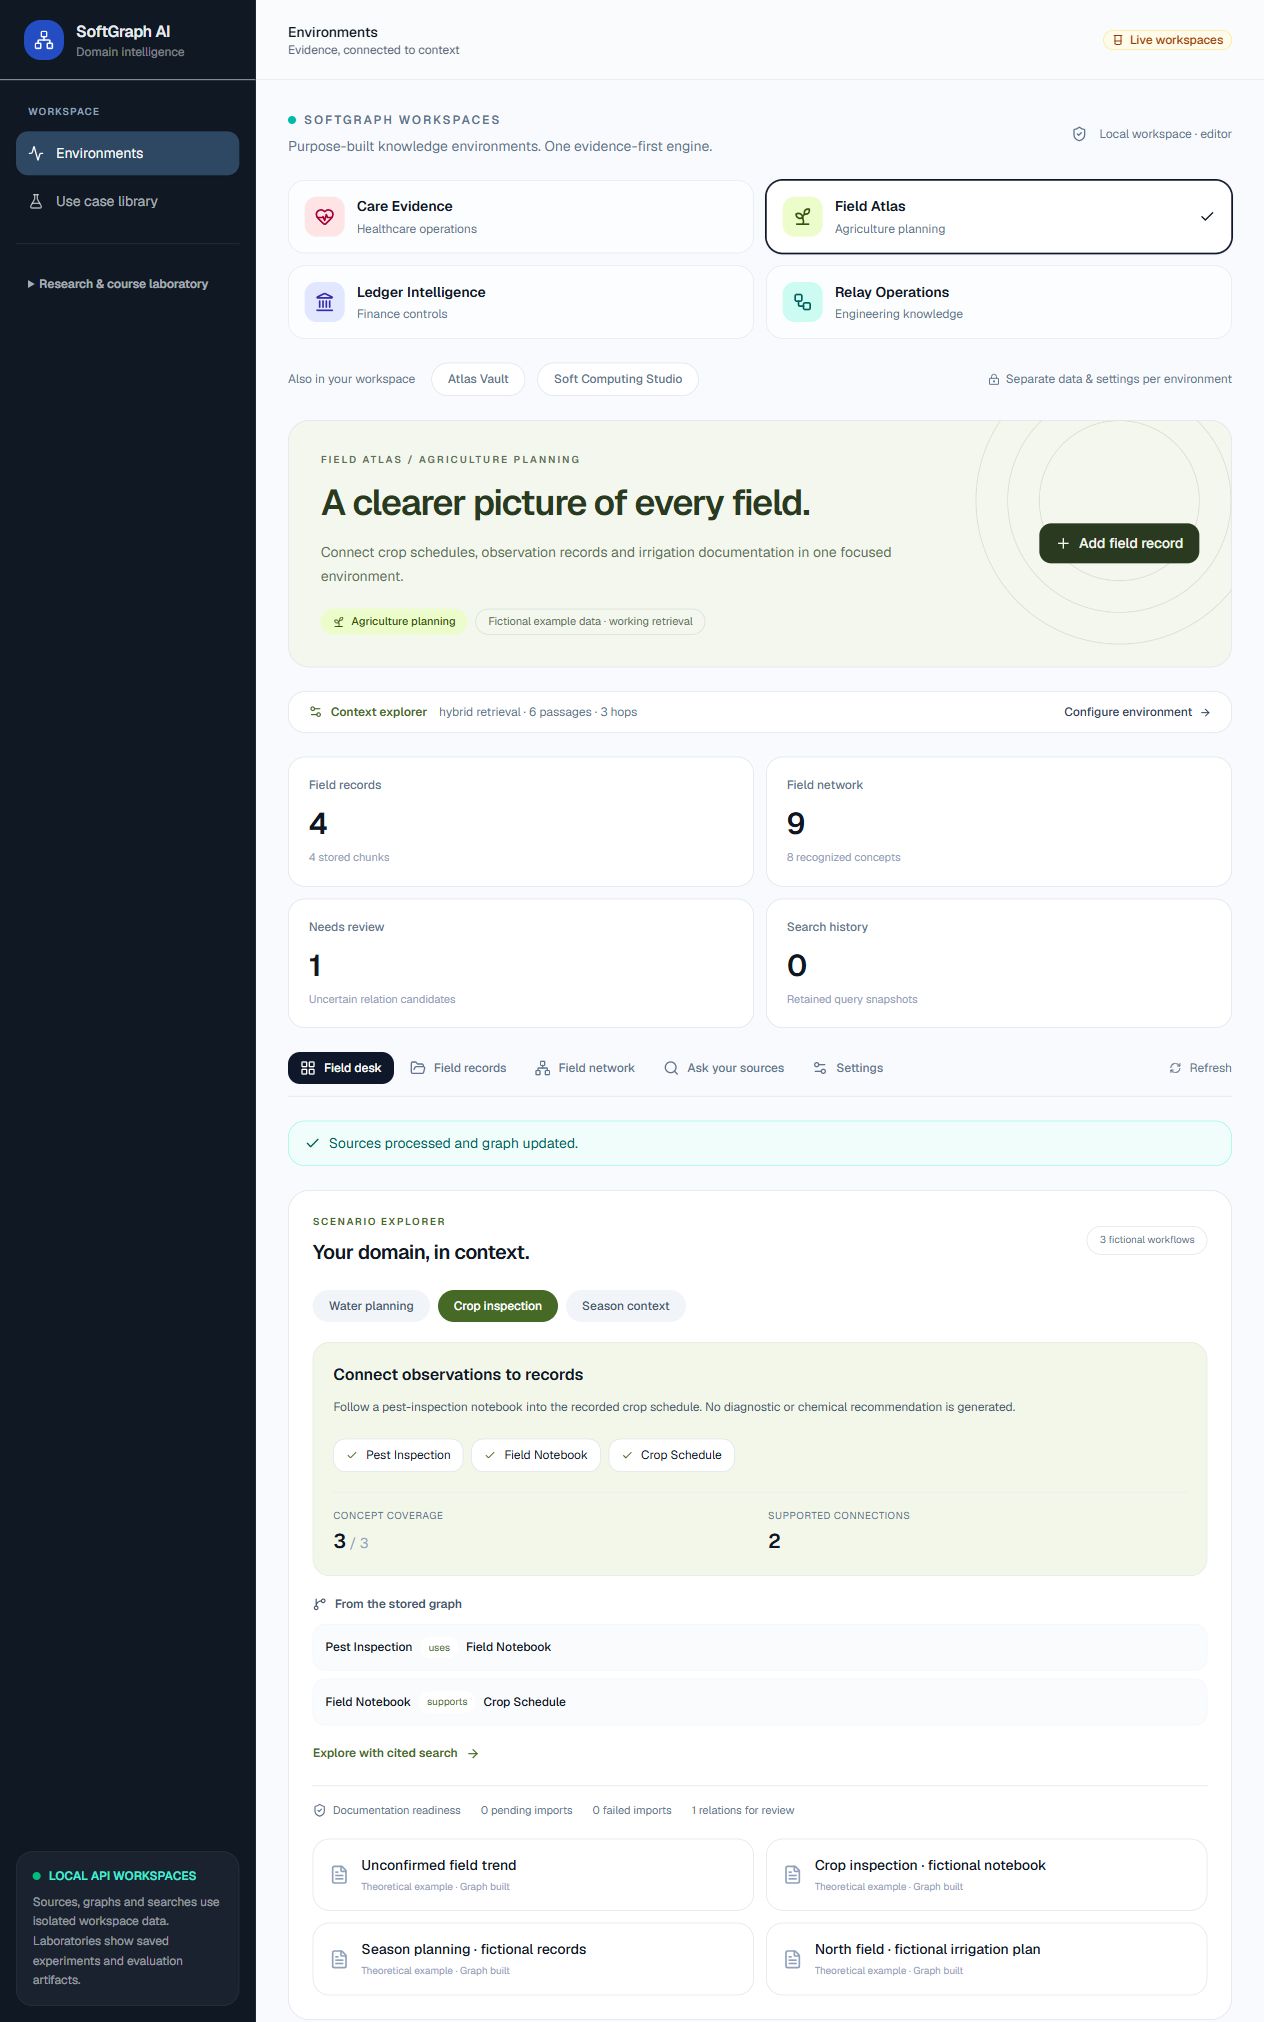 SoftGraph AI
Domain intelligence
WORKSPACE
Environments
Use case library
Research & course laboratory
LOCAL API WORKSPACES
Sources, graphs and searches use
isolated workspace data.
Laboratories show saved
experiments and evaluation
artifacts.
Environments
Evidence, connected to context
Live workspaces
SOFTGRAPH WORKSPACES
Purpose-built knowledge environments. One evidence-first engine.
Local workspace · editor
Care Evidence
Healthcare operations
Field Atlas
Agriculture planning
Ledger Intelligence
Finance controls
Relay Operations
Engineering knowledge
Also in your workspace
Atlas Vault
Soft Computing Studio
Separate data & settings per environment
FIELD ATLAS / AGRICULTURE PLANNING
A clearer picture of every field.
Connect crop schedules, observation records and irrigation documentation in one focused
environment.
Add field record
Agriculture planning
Fictional example data · working retrieval
Context explorer
hybrid retrieval · 6 passages · 3 hops
Configure environment
Field records
4
4 stored chunks
Field network
9
8 recognized concepts
Needs review
1
Uncertain relation candidates
Search history
0
Retained query snapshots
Field desk
Field records
Field network
Ask your sources
Settings
Refresh
Sources processed and graph updated.
SCENARIO EXPLORER
Your domain, in context.
3 fictional workflows
Water planning
Crop inspection
Season context
Connect observations to records
Follow a pest-inspection notebook into the recorded crop schedule. No diagnostic or chemical recommendation is generated.
Pest Inspection
Field Notebook
Crop Schedule
CONCEPT COVERAGE
3 / 3
SUPPORTED CONNECTIONS
2
From the stored graph
Pest Inspection uses Field Notebook
Field Notebook supports Crop Schedule
Explore with cited search
Documentation readiness
0 pending imports
0 failed imports
1 relations for review
Unconfirmed field trend
Theoretical example · Graph built
Crop inspection · fictional notebook
Theoretical example · Graph built
Season planning · fictional records
Theoretical example · Graph built
North field · fictional irrigation plan
Theoretical example · Graph built